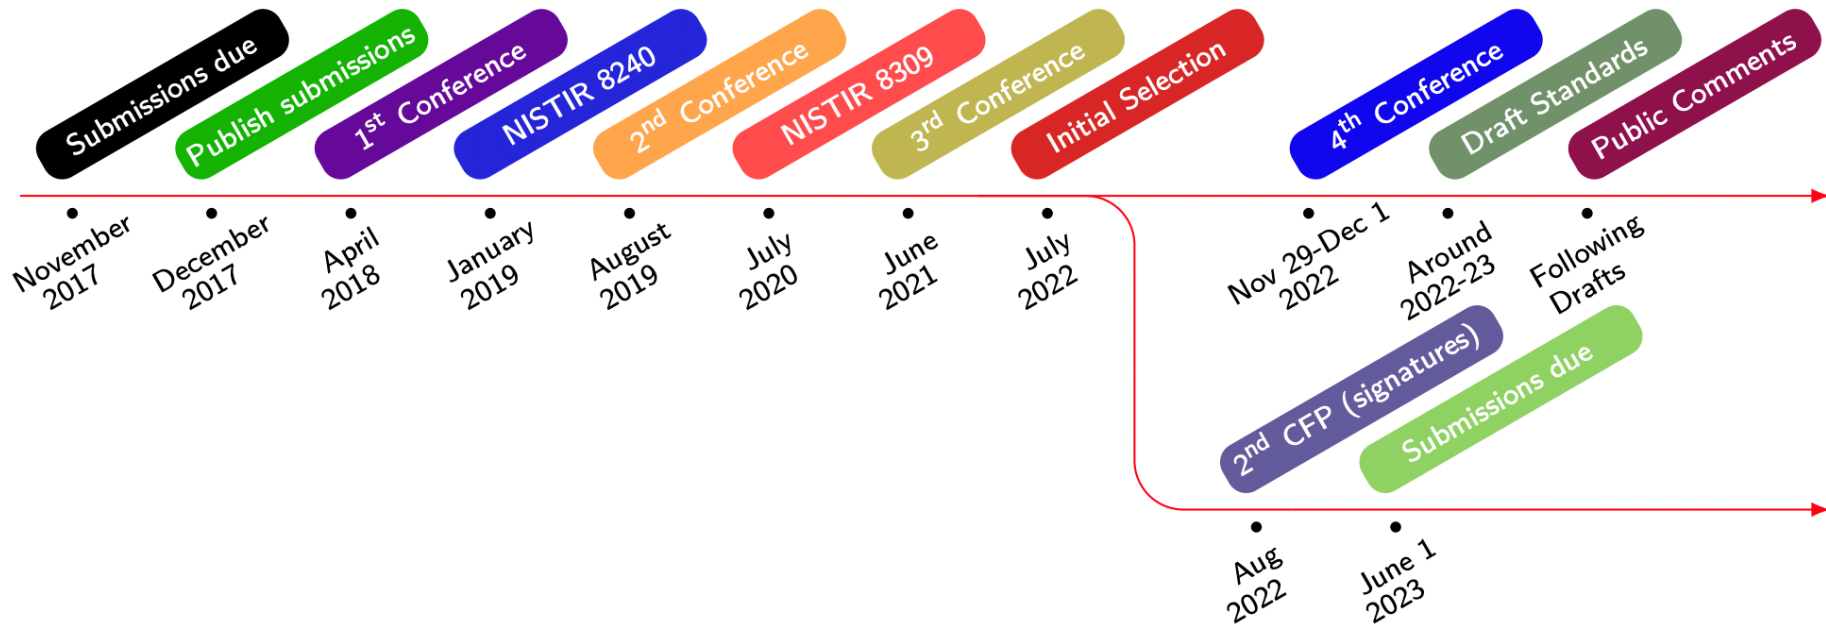 Submissions due
Publish submissions
1st Conference
NISTIR 8240
2nd Conference
NISTIR 8309
3rd Conference
Initial Selection
4th Conference
Draft Standards
Public Comments
November
2017
December
2017
April
2018
January
2019
August
2019
July
2020
June
2021
July
2022
Nov 29-Dec 1
2022
Around
2022-23
Following
Drafts
2nd CFP (signatures)
Submissions due
Aug
2022
June 1
2023